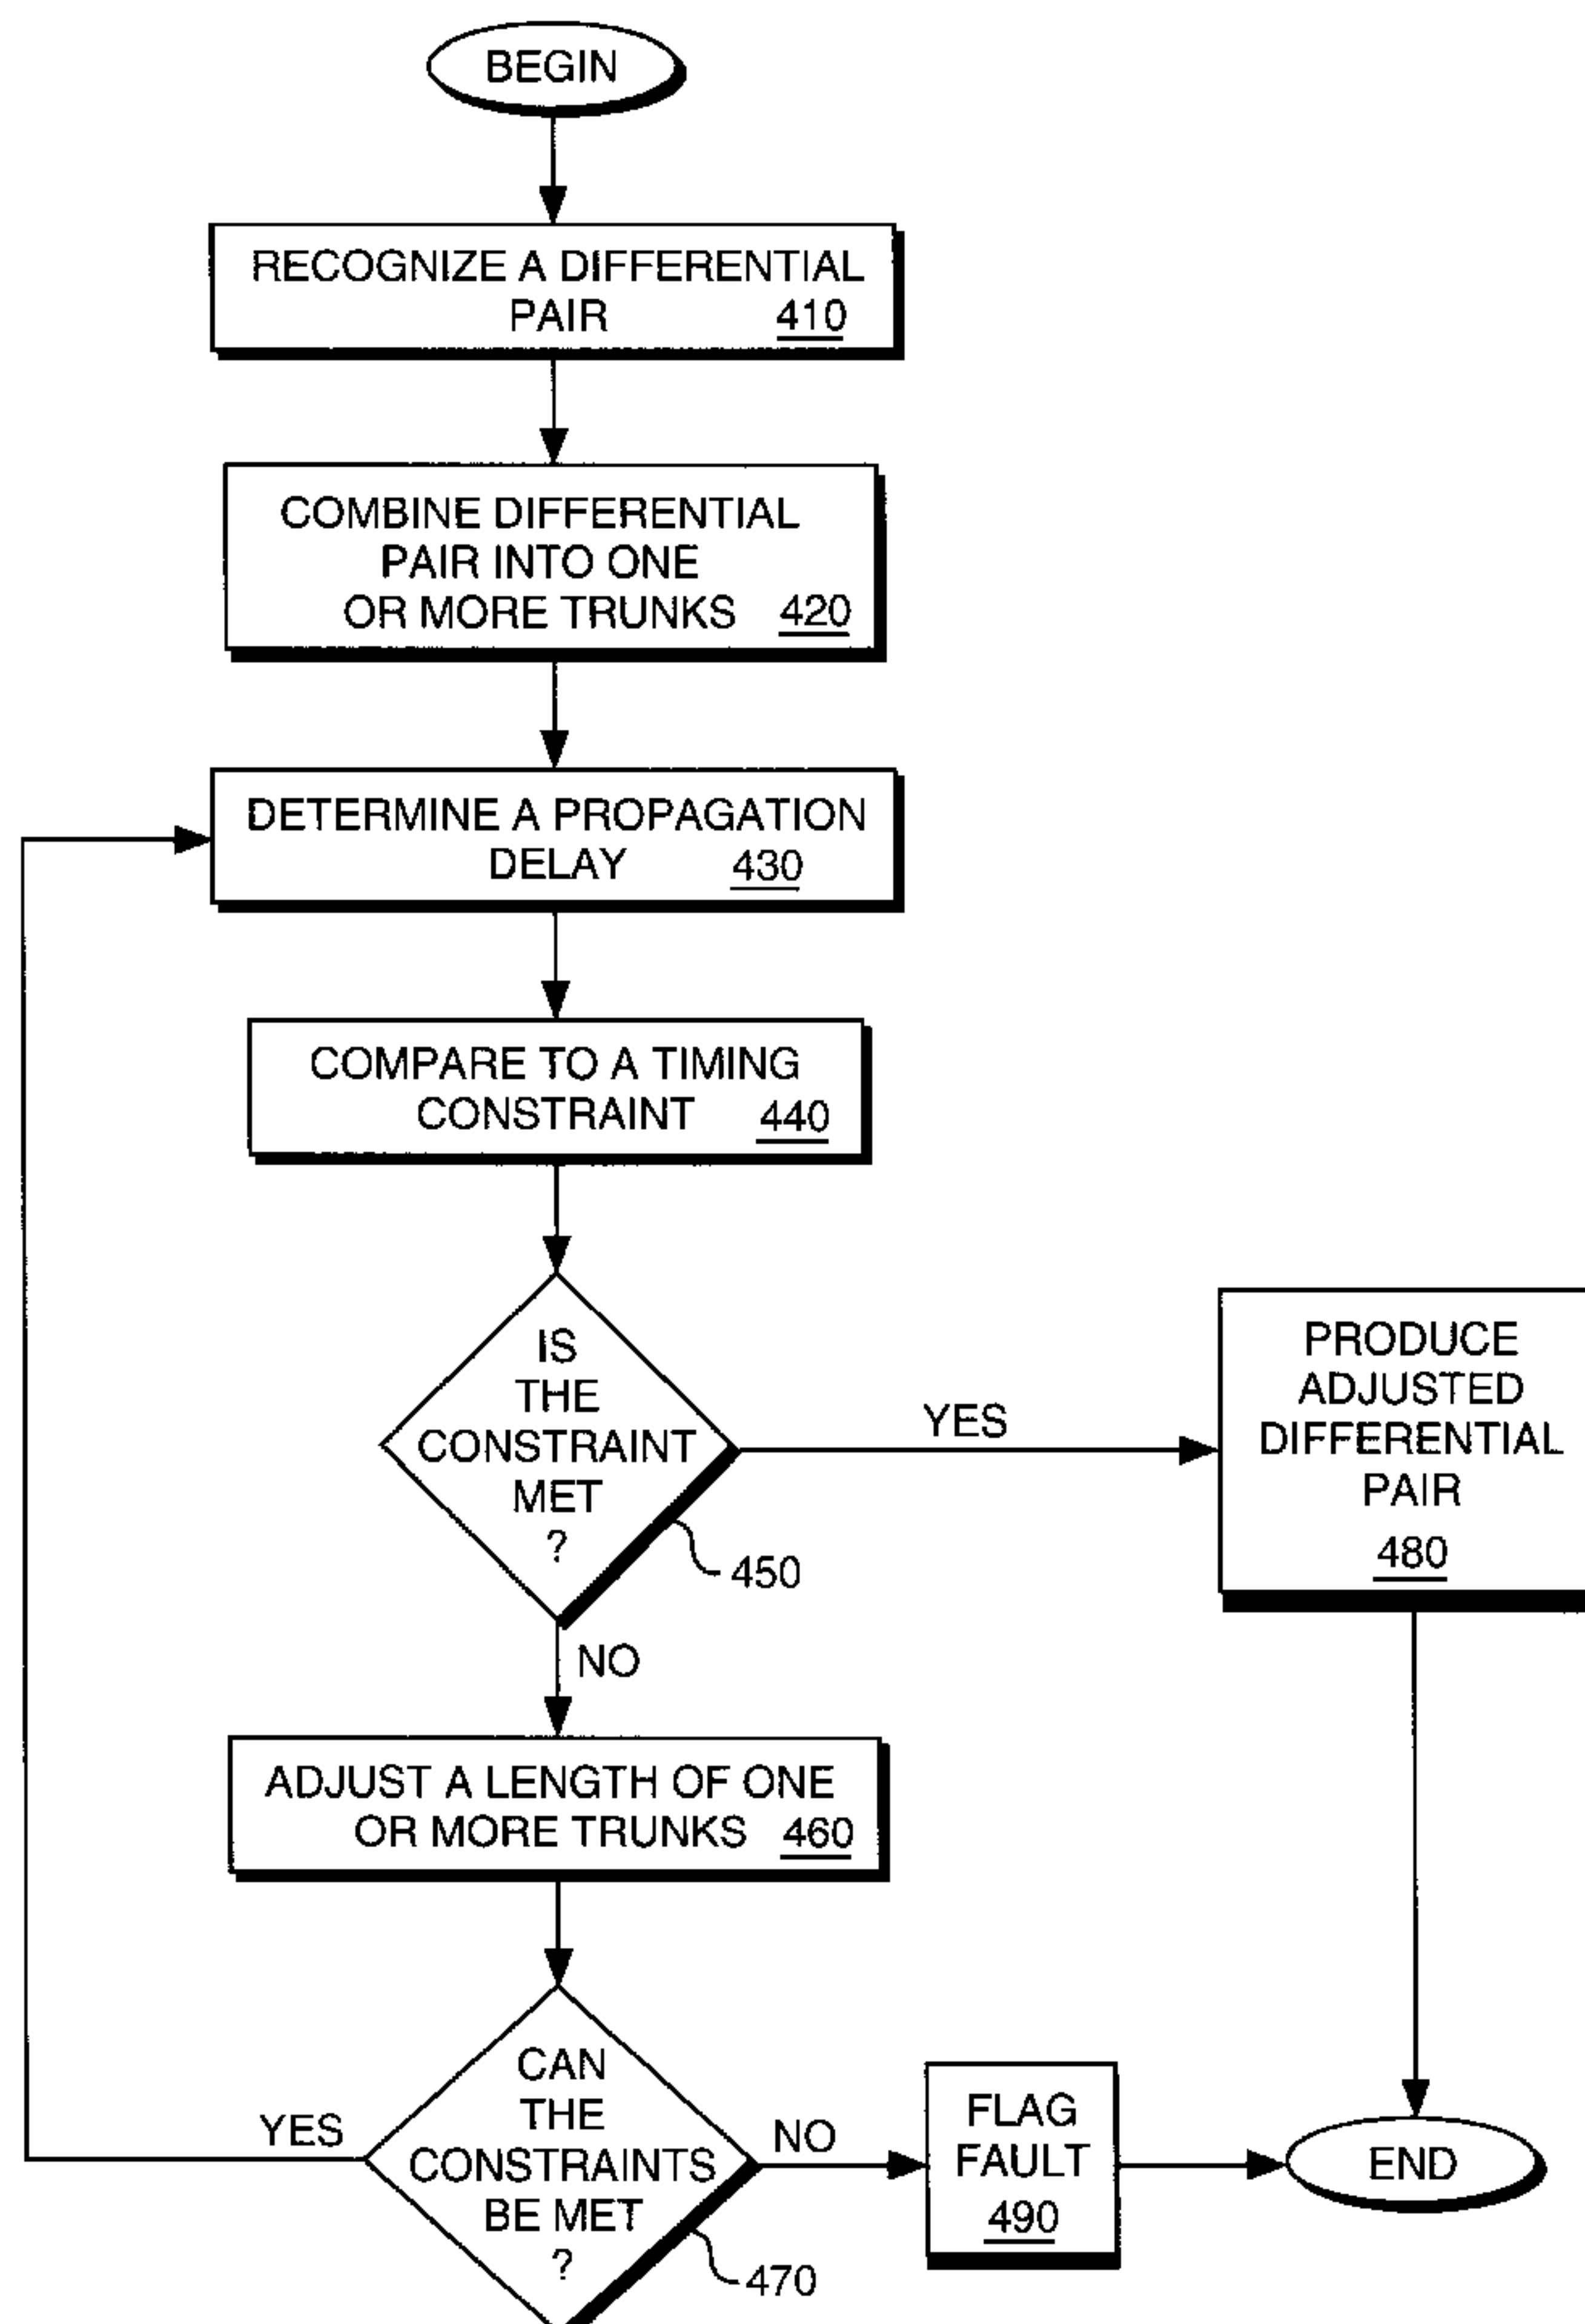 BEGIN
RECOGNIZE A DIFFERENTIAL
PAIR 410
COMBINE DIFFERENTIAL
PAIR INTO ONE
OR MORE TRUNKS 420
DETERMINE A PROPAGATION
DELAY 430
COMPARE TO A TIMING
CONSTRAINT 440
IS
THE
CONSTRAINT
MET
?
450
YES
PRODUCE
ADJUSTED
DIFFERENTIAL
PAIR
480
NO
ADJUST A LENGTH OF ONE
OR MORE TRUNKS 460
CAN
THE
CONSTRAINTS
BE MET
?
470
YES
NO
FLAG
FAULT
490
END